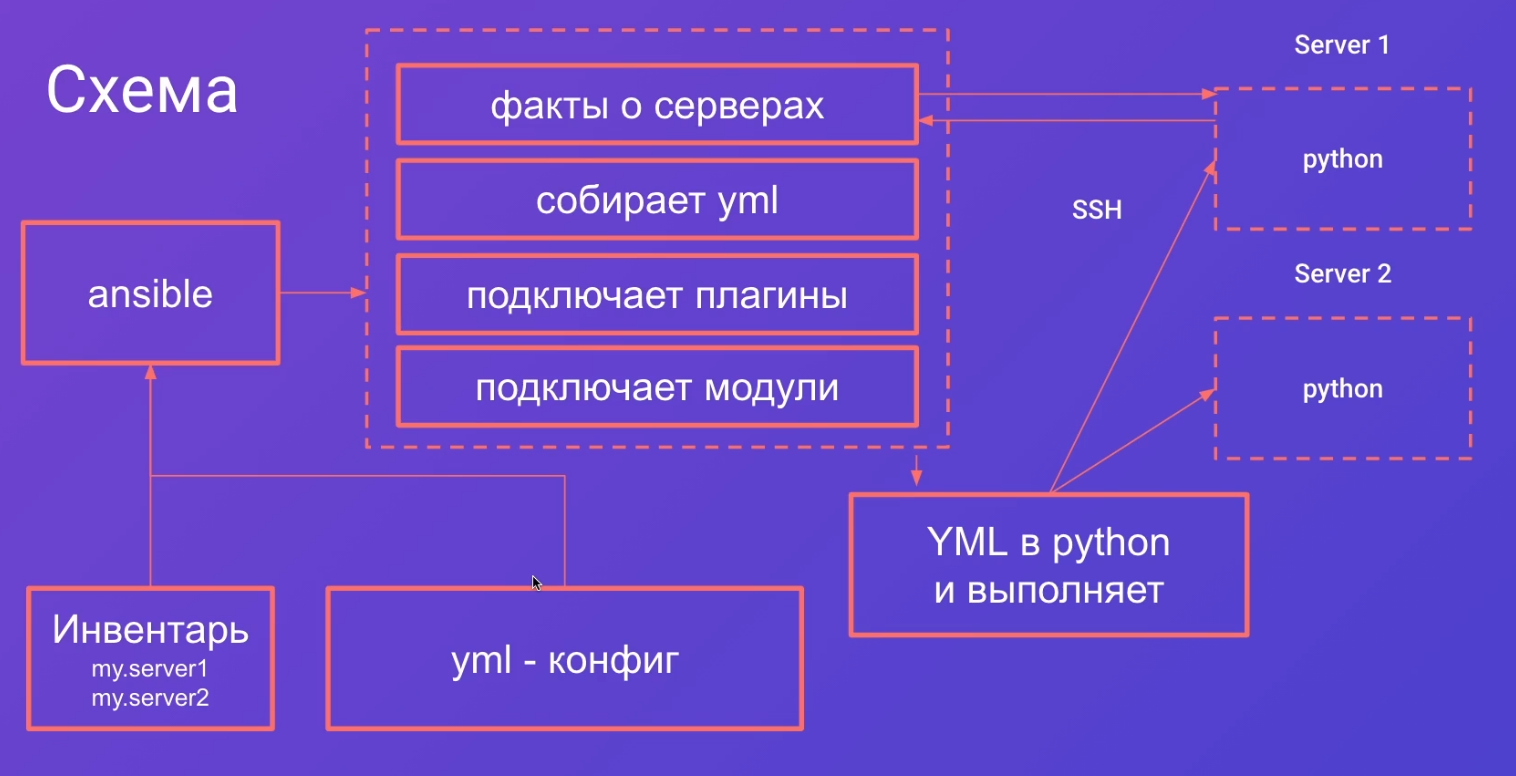 Схема
факты о серверах
собирает yml
подключает плагины
подключает модули
ansible
Инвентарь
my.server1
my.server2
yml - конфиг
YML в python
и выполняет
SSH
Server 1
python
Server 2
python